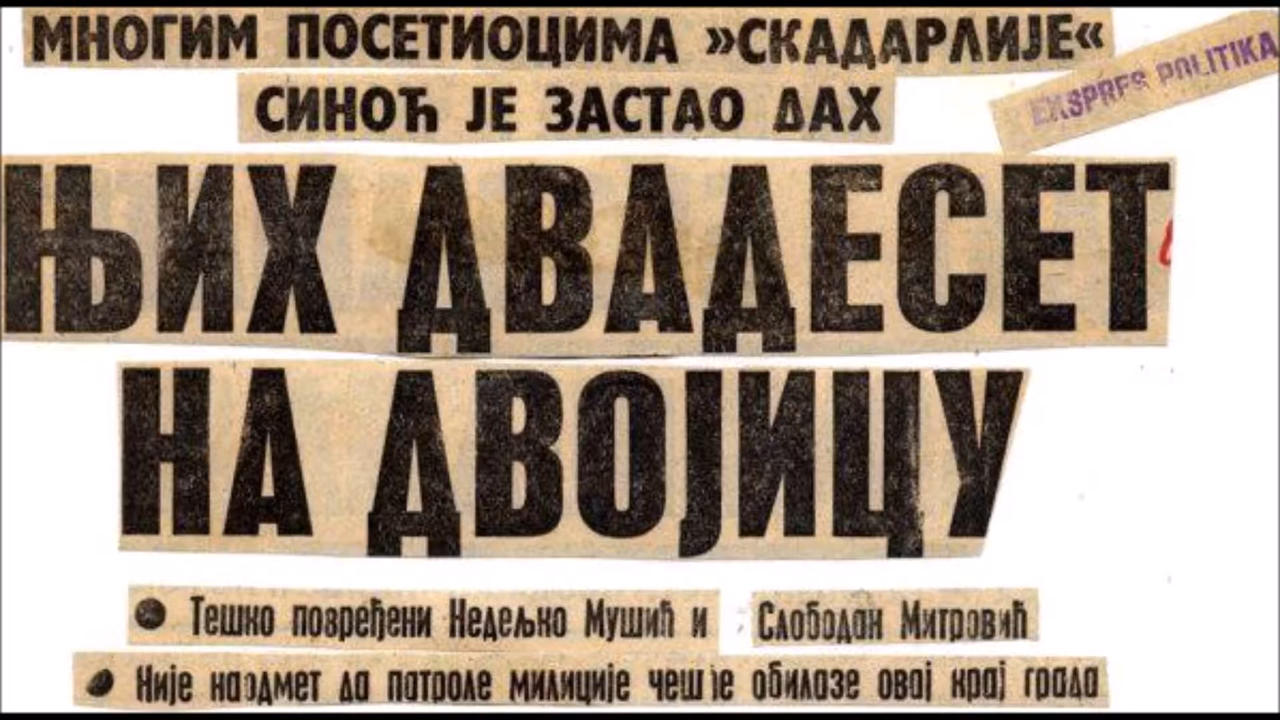 МНОГИМ ПОСЕТИОЦИМА »СКАДАРЛИЈЕ«
EKSPRES POLITIKA
СИНОЋ ЈЕ ЗАСТАО ДАХ
ЊИХ ДВАДЕСЕТ
НА ДВОЈИЦУ
● Тешко повређени Недељко Мушић и Слободан Митровић
● Није наодмет да патроле милиције чешће обилазе овај крај града